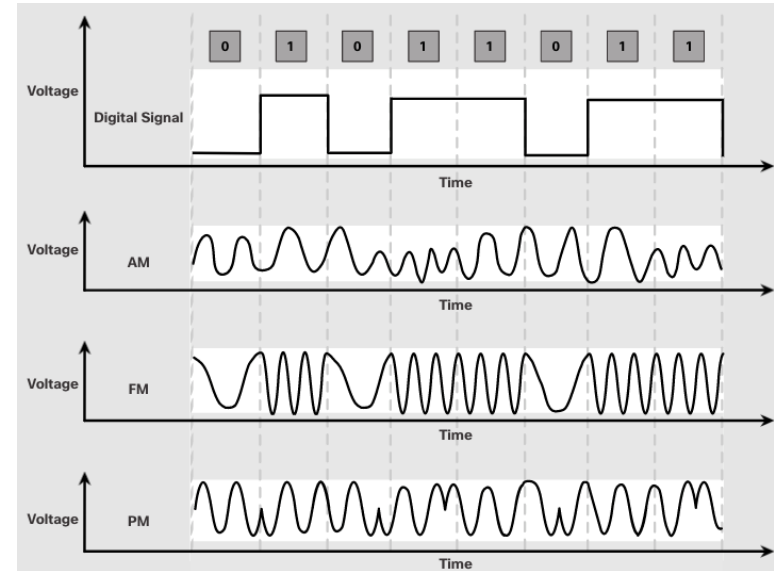 0 1 0 1 1 0 1 1
Voltage
Digital Signal
Time
Voltage
AM
Time
Voltage
FM
Time
Voltage
PM
Time